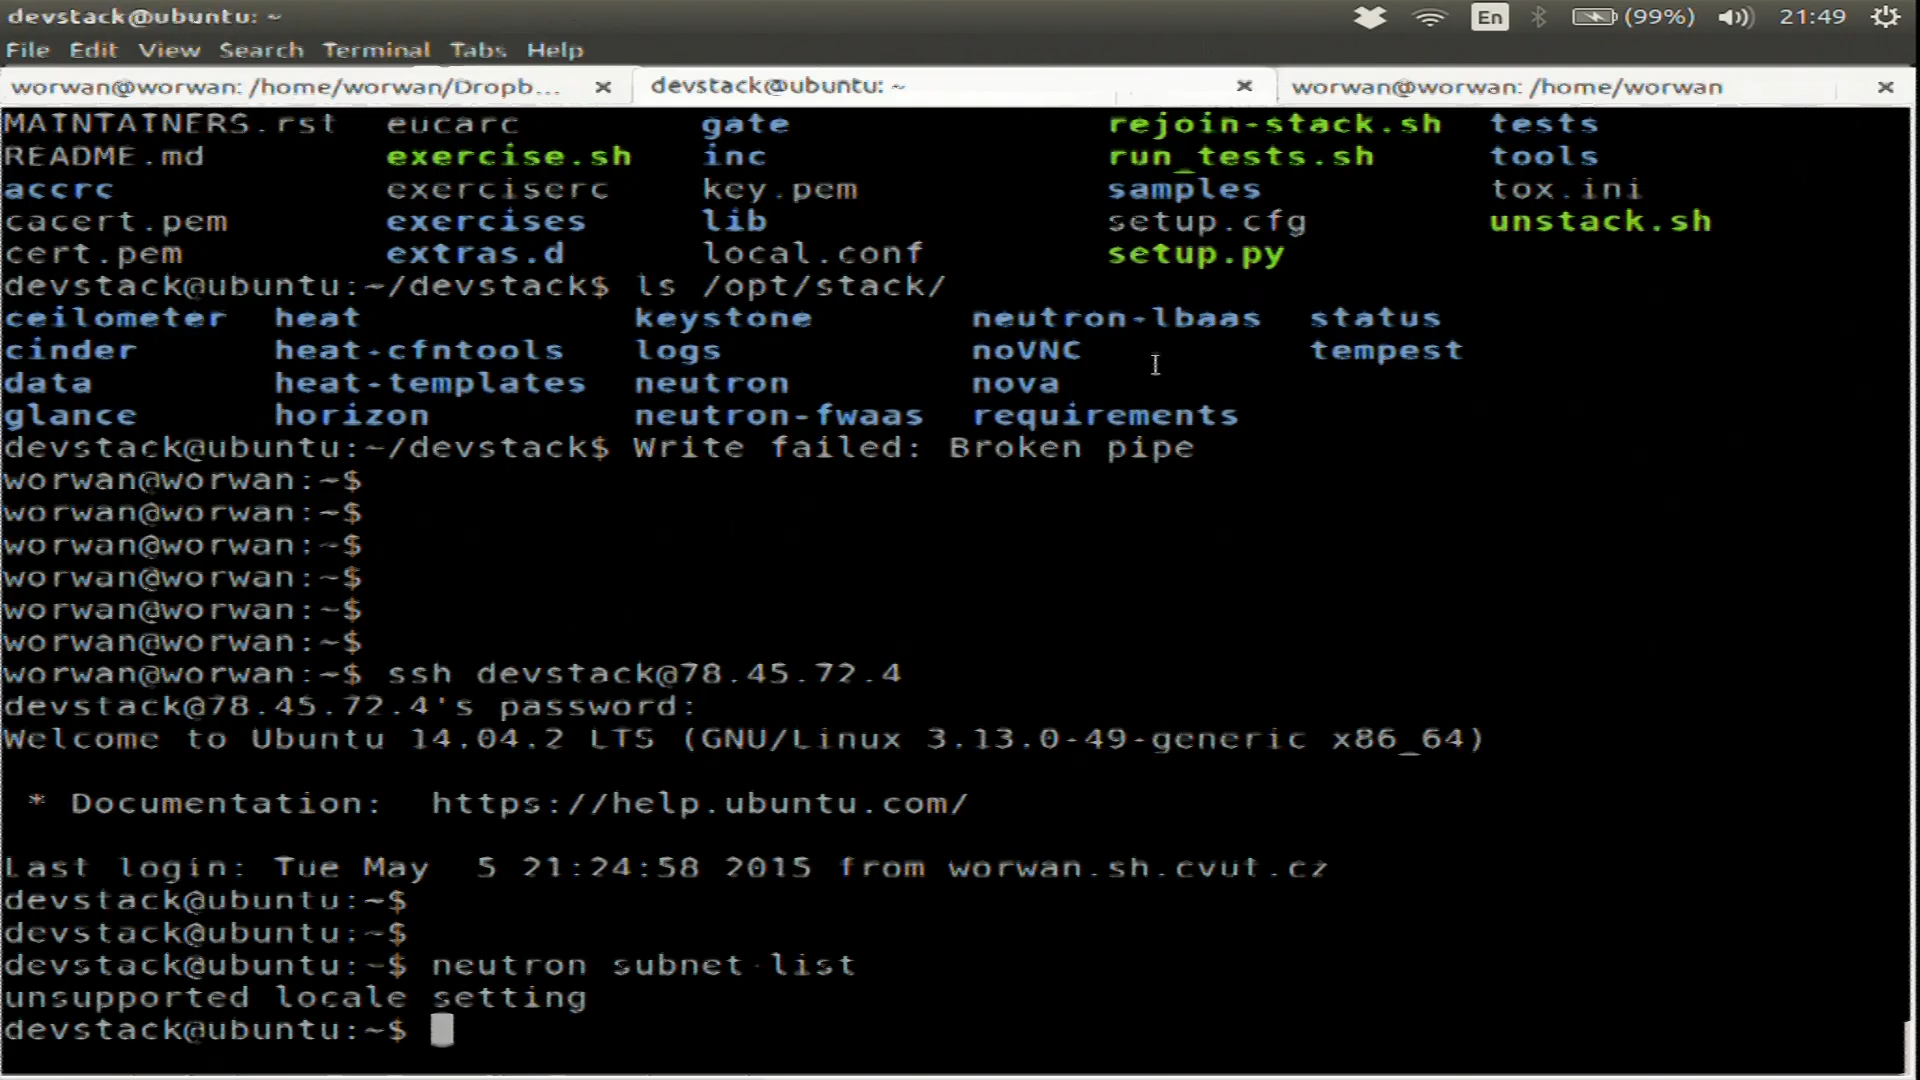 devstack@ubuntu: ~ En (99%) 21:49
File Edit View Search Terminal Tabs Help
worwan@worwan: /home/worwan/Dropb... × devstack@ubuntu: ~ × worwan@worwan: /home/worwan ×
MAINTAINERS.rst eucarc gate rejoin-stack.sh tests
README.md exercise.sh inc run_tests.sh tools
accrc exerciserc key.pem samples tox.ini
cacert.pem exercises lib setup.cfg unstack.sh
cert.pem extras.d local.conf setup.py
devstack@ubuntu:~/devstack$ ls /opt/stack/
ceilometer heat keystone neutron-lbaas status
cinder heat-cfntools logs noVNC tempest
data heat-templates neutron nova
glance horizon neutron-fwaas requirements
devstack@ubuntu:~/devstack$ Write failed: Broken pipe
worwan@worwan:~$
worwan@worwan:~$
worwan@worwan:~$
worwan@worwan:~$
worwan@worwan:~$
worwan@worwan:~$
worwan@worwan:~$ ssh devstack@78.45.72.4
devstack@78.45.72.4's password:
Welcome to Ubuntu 14.04.2 LTS (GNU/Linux 3.13.0-49-generic x86_64)
* Documentation: https://help.ubuntu.com/
Last login: Tue May 5 21:24:58 2015 from worwan.sh.cvut.cz
devstack@ubuntu:~$
devstack@ubuntu:~$
devstack@ubuntu:~$ neutron subnet-list
unsupported locale setting
devstack@ubuntu:~$